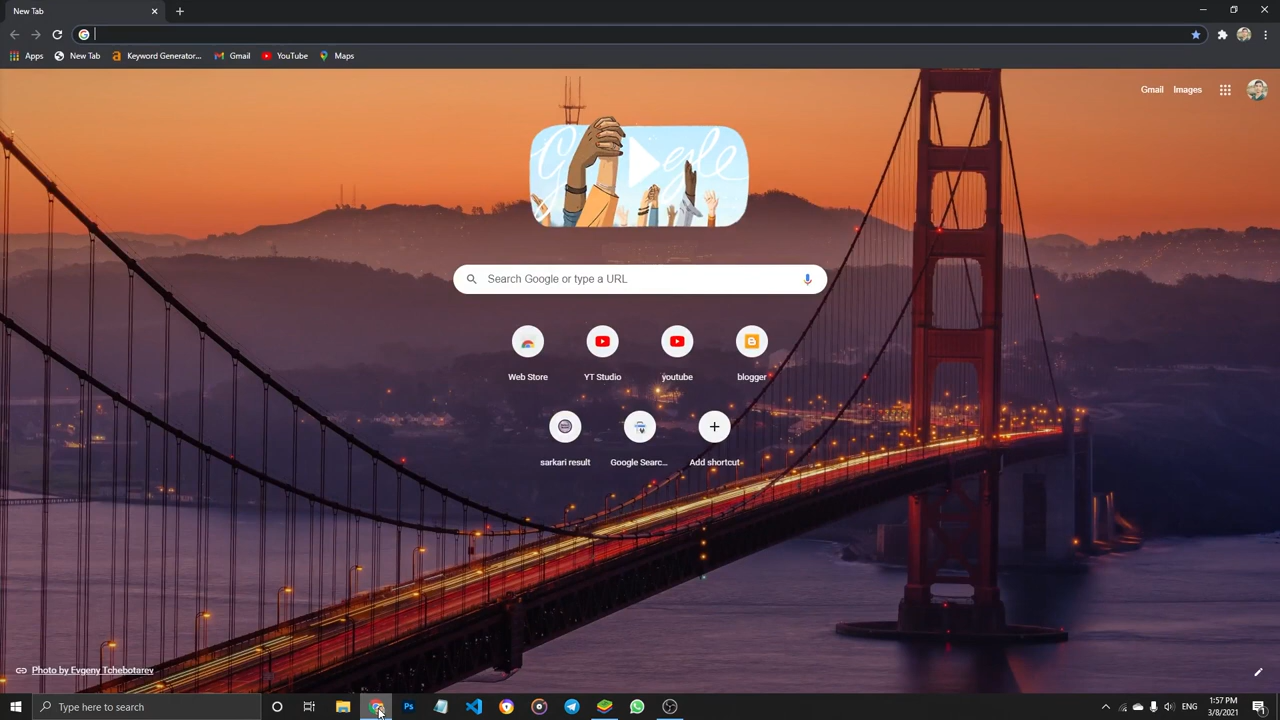 New Tab
Apps New Tab Keyword Generator... Gmail YouTube Maps
Gmail Images
Google
Search Google or type a URL
Web Store YT Studio youtube blogger
sarkari result Google Searc... Add shortcut
Photo by Evgeny Tchebotarev
Type here to search
Ps
ENG
1:57 PM
3/8/2021